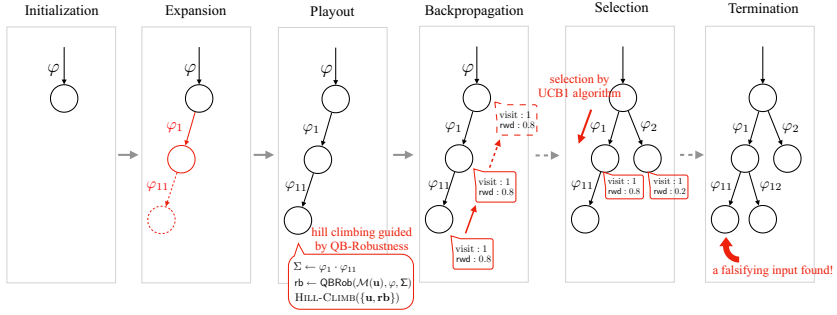 Initialization
Expansion
Playout
Backpropagation
Selection
Termination
φ
φ
φ
φ
φ
φ
φ₁
φ₁₁
φ₁
φ₁₁
hill climbing guided
by QB-Robustness
Σ ← φ₁ · φ₁₁
rb ← QBRob(M(u), φ, Σ)
HILL-CLIMB({u, rb})
φ₁
φ₁₁
visit : 1
rwd : 0.8
visit : 1
rwd : 0.8
visit : 1
rwd : 0.8
selection by
UCB1 algorithm
φ₁
φ₂
φ₁₁
visit : 1
rwd : 0.8
visit : 1
rwd : 0.2
φ₁
φ₂
φ₁₁
φ₁₂
a falsifying input found!